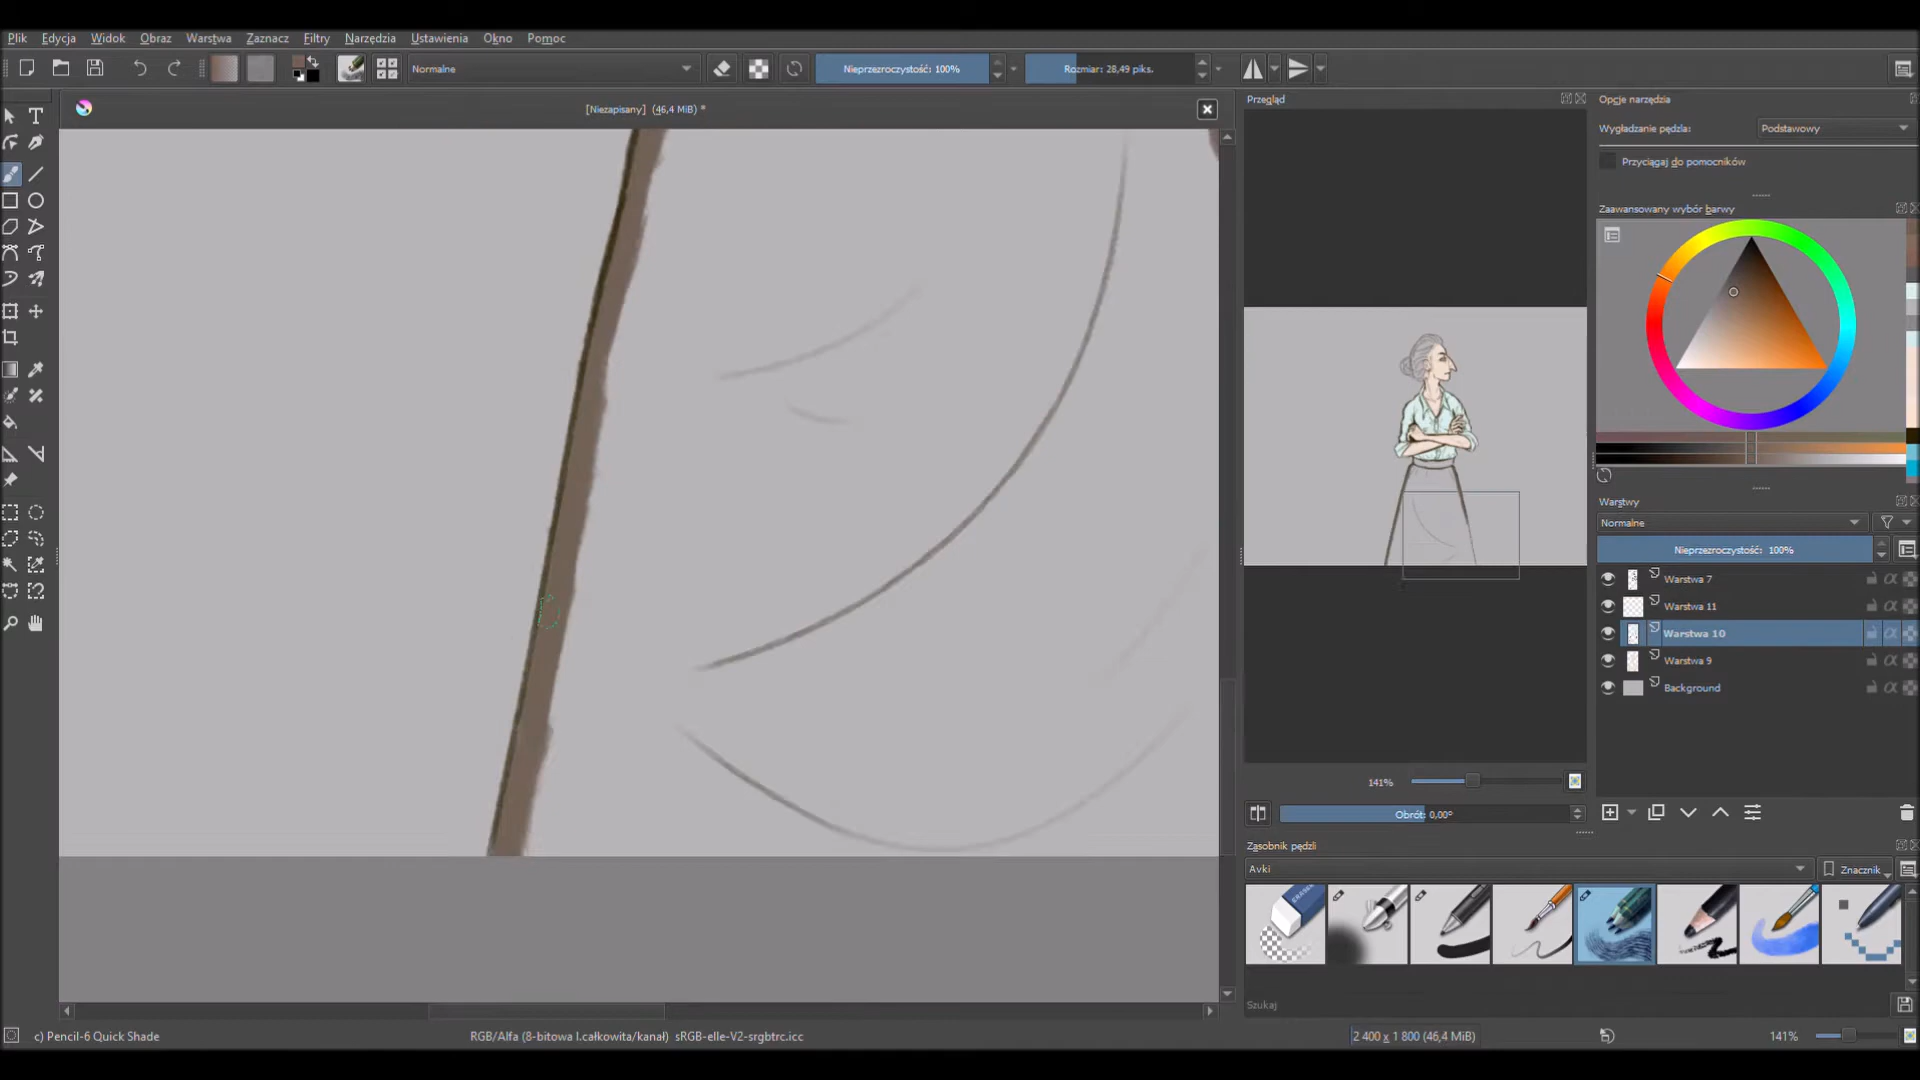 Plik Edycja Widok Obraz Warstwa Zaznacz Filtry Narzędzia Ustawienia Okno Pomoc
Normalne
Nieprzezroczystość: 100%
Rozmiar: 28,49 piks.
[Niezapisany] (46,4 MiB) *
Przegląd
Opcje narzędzia
Wygładzanie pędzla:
Podstawowy
Przyciągaj do pomocników
Zaawansowany wybór barwy
Warstwy
Normalne
Nieprzezroczystość: 100%
Warstwa 7
Warstwa 11
Warstwa 10
Warstwa 9
Background
141%
Obrót: 0,00°
Zasobnik pędzli
Avki
Znacznik
ERASER
Szukaj
c) Pencil-6 Quick Shade
RGB/Alfa (8-bitowa l.całkowita/kanał) sRGB-elle-V2-srgbtrc.icc
2 400 x 1 800 (46,4 MiB)
141%